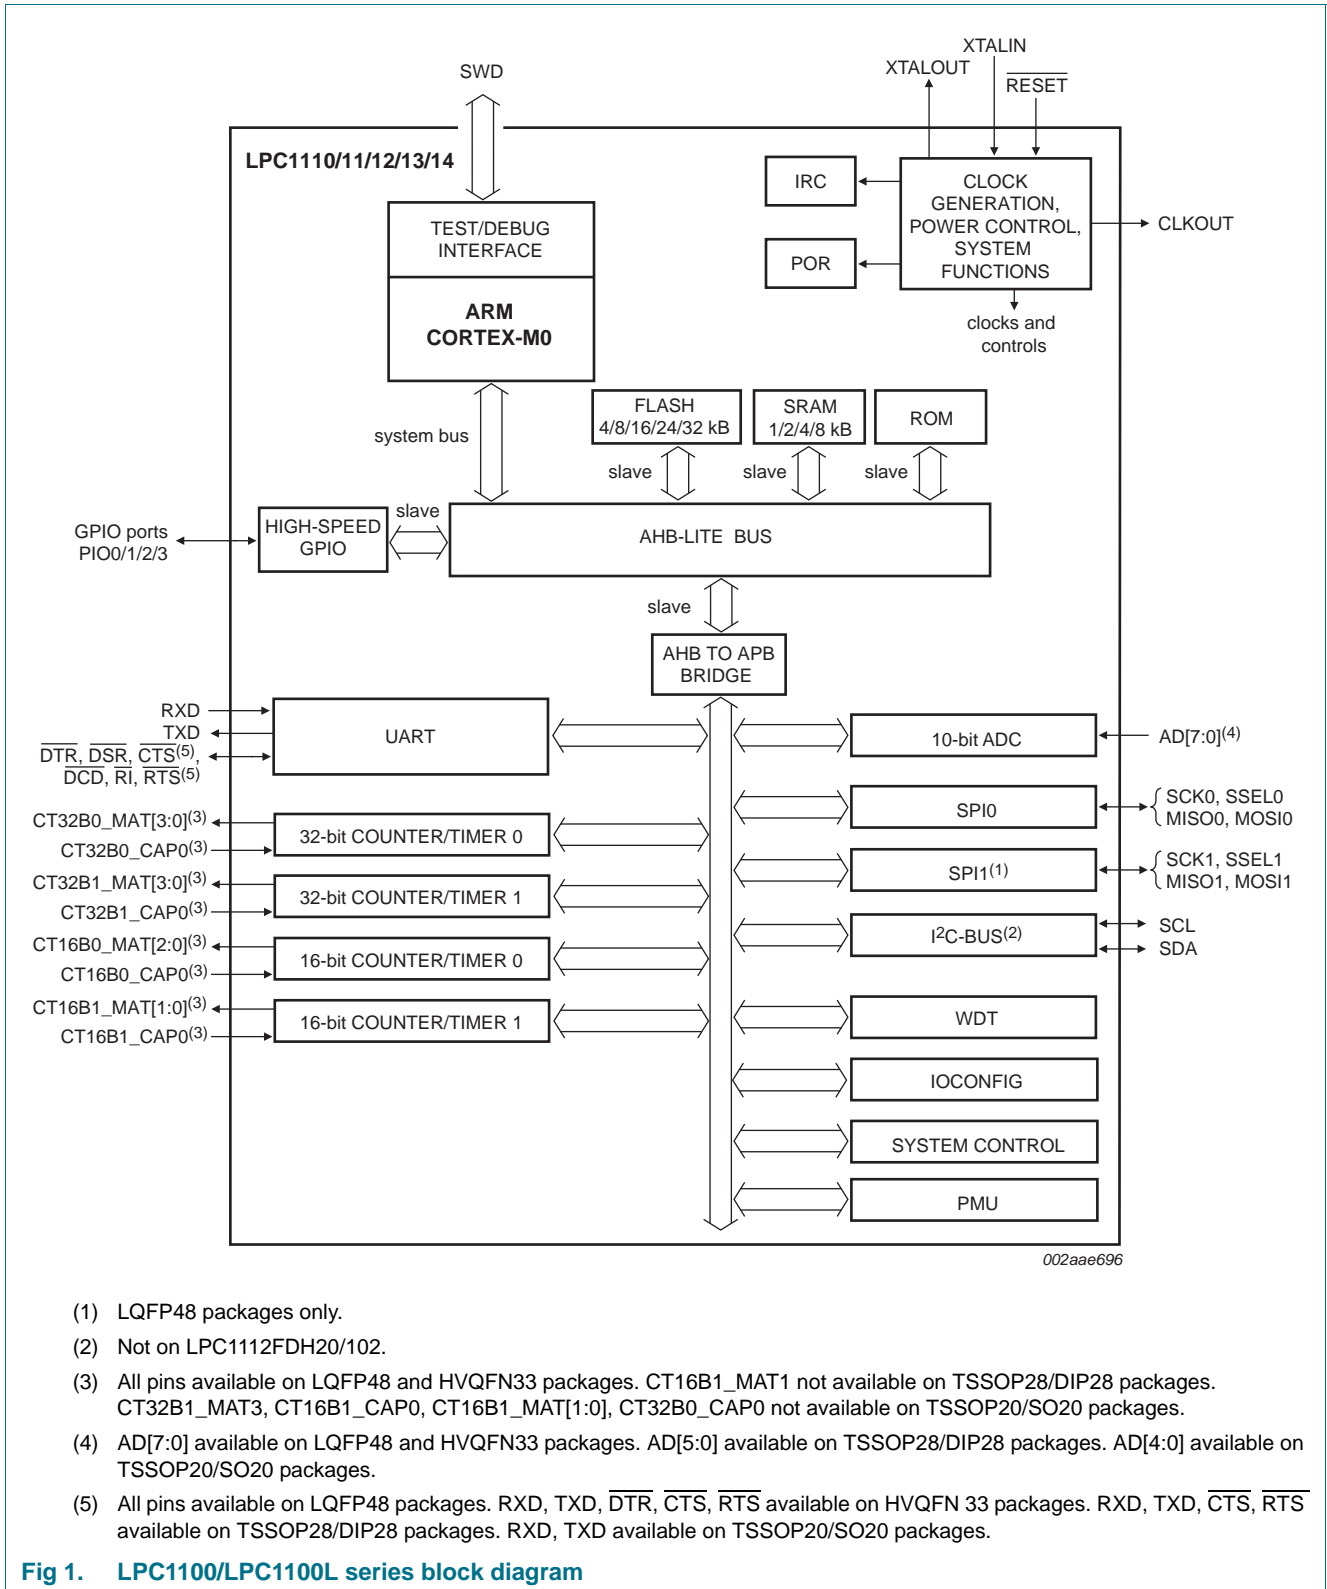 XTALIN
XTALOUT
RESET
SWD
LPC1110/11/12/13/14
IRC
CLOCK
GENERATION,
POWER CONTROL,
SYSTEM
FUNCTIONS
CLKOUT
POR
TEST/DEBUG
INTERFACE
ARM
CORTEX-M0
clocks and
controls
system bus
FLASH
4/8/16/24/32 kB
SRAM
1/2/4/8 kB
ROM
slave
slave
slave
GPIO ports
PIO0/1/2/3
HIGH-SPEED
GPIO
slave
AHB-LITE BUS
slave
AHB TO APB
BRIDGE
RXD
TXD
DTR, DSR, CTS(5),
DCD, RI, RTS(5)
UART
10-bit ADC
AD[7:0](4)
CT32B0_MAT[3:0](3)
CT32B0_CAP0(3)
32-bit COUNTER/TIMER 0
SPI0
SCK0, SSEL0
MISO0, MOSI0
CT32B1_MAT[3:0](3)
CT32B1_CAP0(3)
32-bit COUNTER/TIMER 1
SPI1(1)
SCK1, SSEL1
MISO1, MOSI1
CT16B0_MAT[2:0](3)
CT16B0_CAP0(3)
16-bit COUNTER/TIMER 0
I2C-BUS(2)
SCL
SDA
CT16B1_MAT[1:0](3)
CT16B1_CAP0(3)
16-bit COUNTER/TIMER 1
WDT
IOCONFIG
SYSTEM CONTROL
PMU
002aae696
(1) LQFP48 packages only.
(2) Not on LPC1112FDH20/102.
(3) All pins available on LQFP48 and HVQFN33 packages. CT16B1_MAT1 not available on TSSOP28/DIP28 packages.
CT32B1_MAT3, CT16B1_CAP0, CT16B1_MAT[1:0], CT32B0_CAP0 not available on TSSOP20/SO20 packages.
(4) AD[7:0] available on LQFP48 and HVQFN33 packages. AD[5:0] available on TSSOP28/DIP28 packages. AD[4:0] available on
TSSOP20/SO20 packages.
(5) All pins available on LQFP48 packages. RXD, TXD, DTR, CTS, RTS available on HVQFN 33 packages. RXD, TXD, CTS, RTS
available on TSSOP28/DIP28 packages. RXD, TXD available on TSSOP20/SO20 packages.
Fig 1. LPC1100/LPC1100L series block diagram